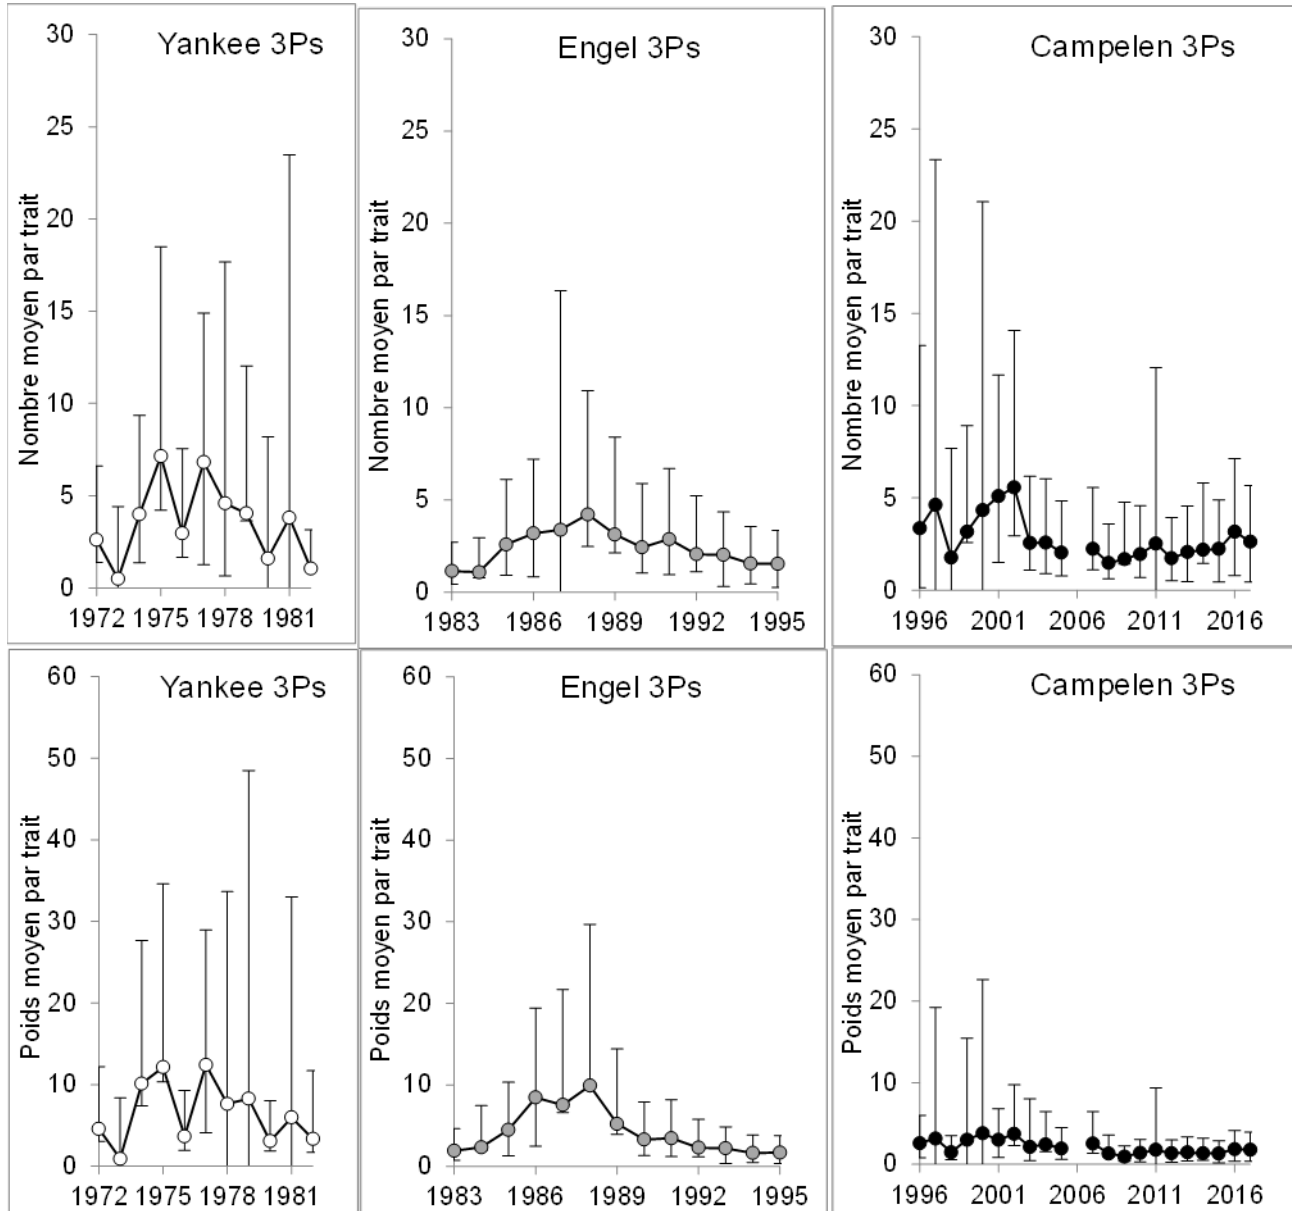 Yankee 3Ps
Nombre moyen par trait
30
25
20
15
10
5
0
1972 1975 1978 1981
Engel 3Ps
Nombre moyen par trait
30
25
20
15
10
5
0
1983 1986 1989 1992 1995
Campelen 3Ps
Nombre moyen par trait
30
25
20
15
10
5
0
1996 2001 2006 2011 2016
Yankee 3Ps
Poids moyen par trait
60
50
40
30
20
10
0
1972 1975 1978 1981
Engel 3Ps
Poids moyen par trait
60
50
40
30
20
10
0
1983 1986 1989 1992 1995
Campelen 3Ps
Poids moyen par trait
60
50
40
30
20
10
0
1996 2001 2006 2011 2016